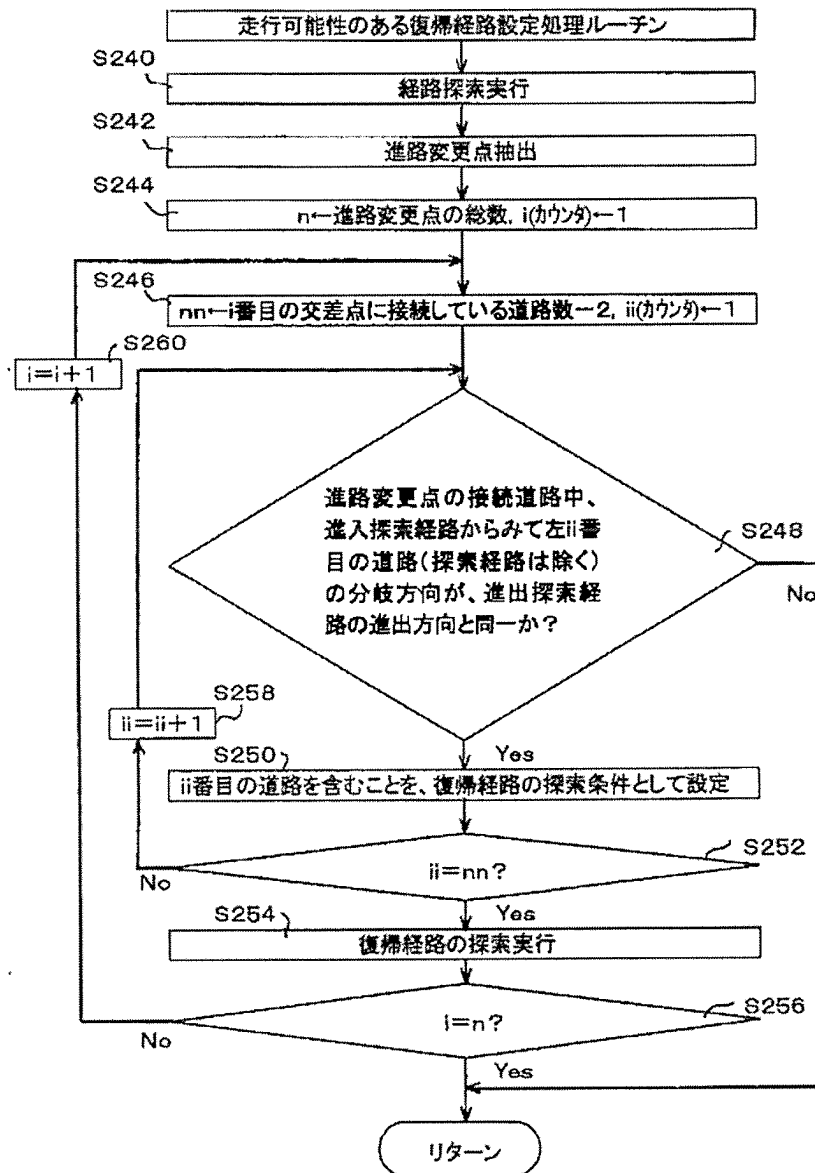 走行可能性のある復帰経路設定処理ルーチン
S240
経路探索実行
S242
進路変更点抽出
S244
n←進路変更点の総数, i(カウンタ)←1
S246
nn←i番目の交差点に接続している道路数−2, ii(カウンタ)←1
S260
i=i+1
進路変更点の接続道路中、
進入探索経路からみて左ii番
目の道路(探索経路は除く)
の分岐方向が、進出探索経
路の進出方向と同一か?
S248
No
S258
ii=ii+1
Yes
S250
ii番目の道路を含むことを、復帰経路の探索条件として設定
S252
ii=nn?
No
Yes
S254
復帰経路の探索実行
S256
i=n?
No
Yes
リターン